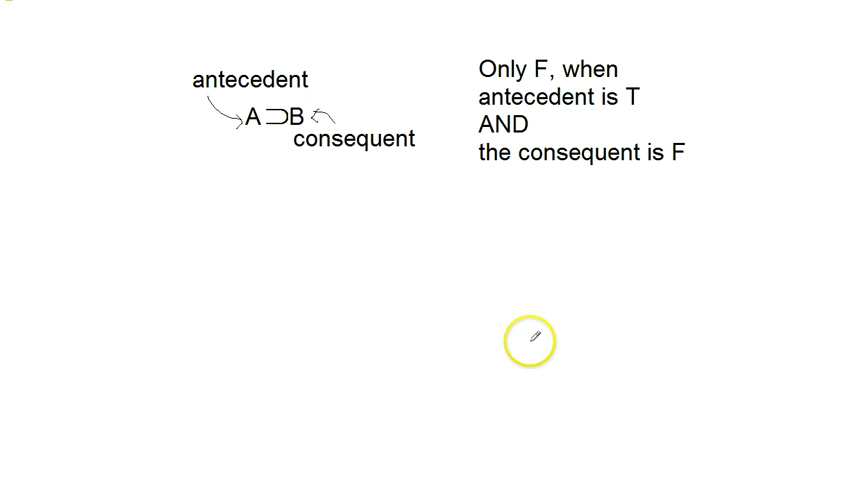 antecedent
A ⊃B
consequent
Only F, when
antecedent is T
AND
the consequent is F